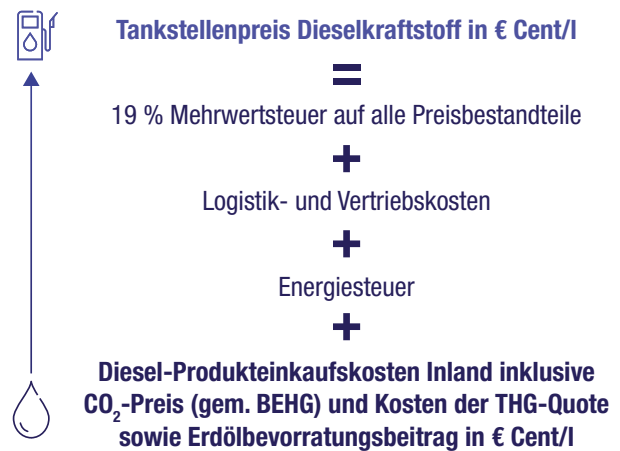 Tankstellenpreis Dieselkraftstoff in € Cent/l
=
19 % Mehrwertsteuer auf alle Preisbestandteile
+
Logistik- und Vertriebskosten
+
Energiesteuer
+
Diesel-Produkteinkaufskosten Inland inklusive
CO₂-Preis (gem. BEHG) und Kosten der THG-Quote
sowie Erdölbevorratungsbeitrag in € Cent/l